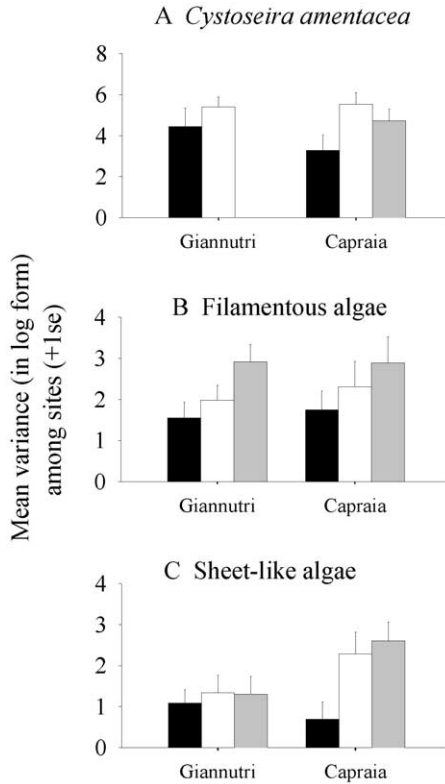 A Cystoseira amentacea
8
6
4
2
0
Giannutri Capraia
Mean variance (in log form)
among sites (+1se)
B Filamentous algae
4
3
2
1
0
Giannutri Capraia
C Sheet-like algae
4
3
2
1
0
Giannutri Capraia